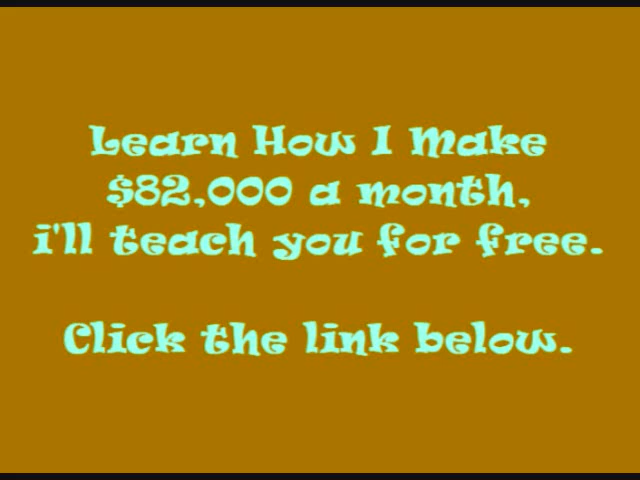 Learn How I Make
$82,000 a month,
i'll teach you for free.
Click the link below.